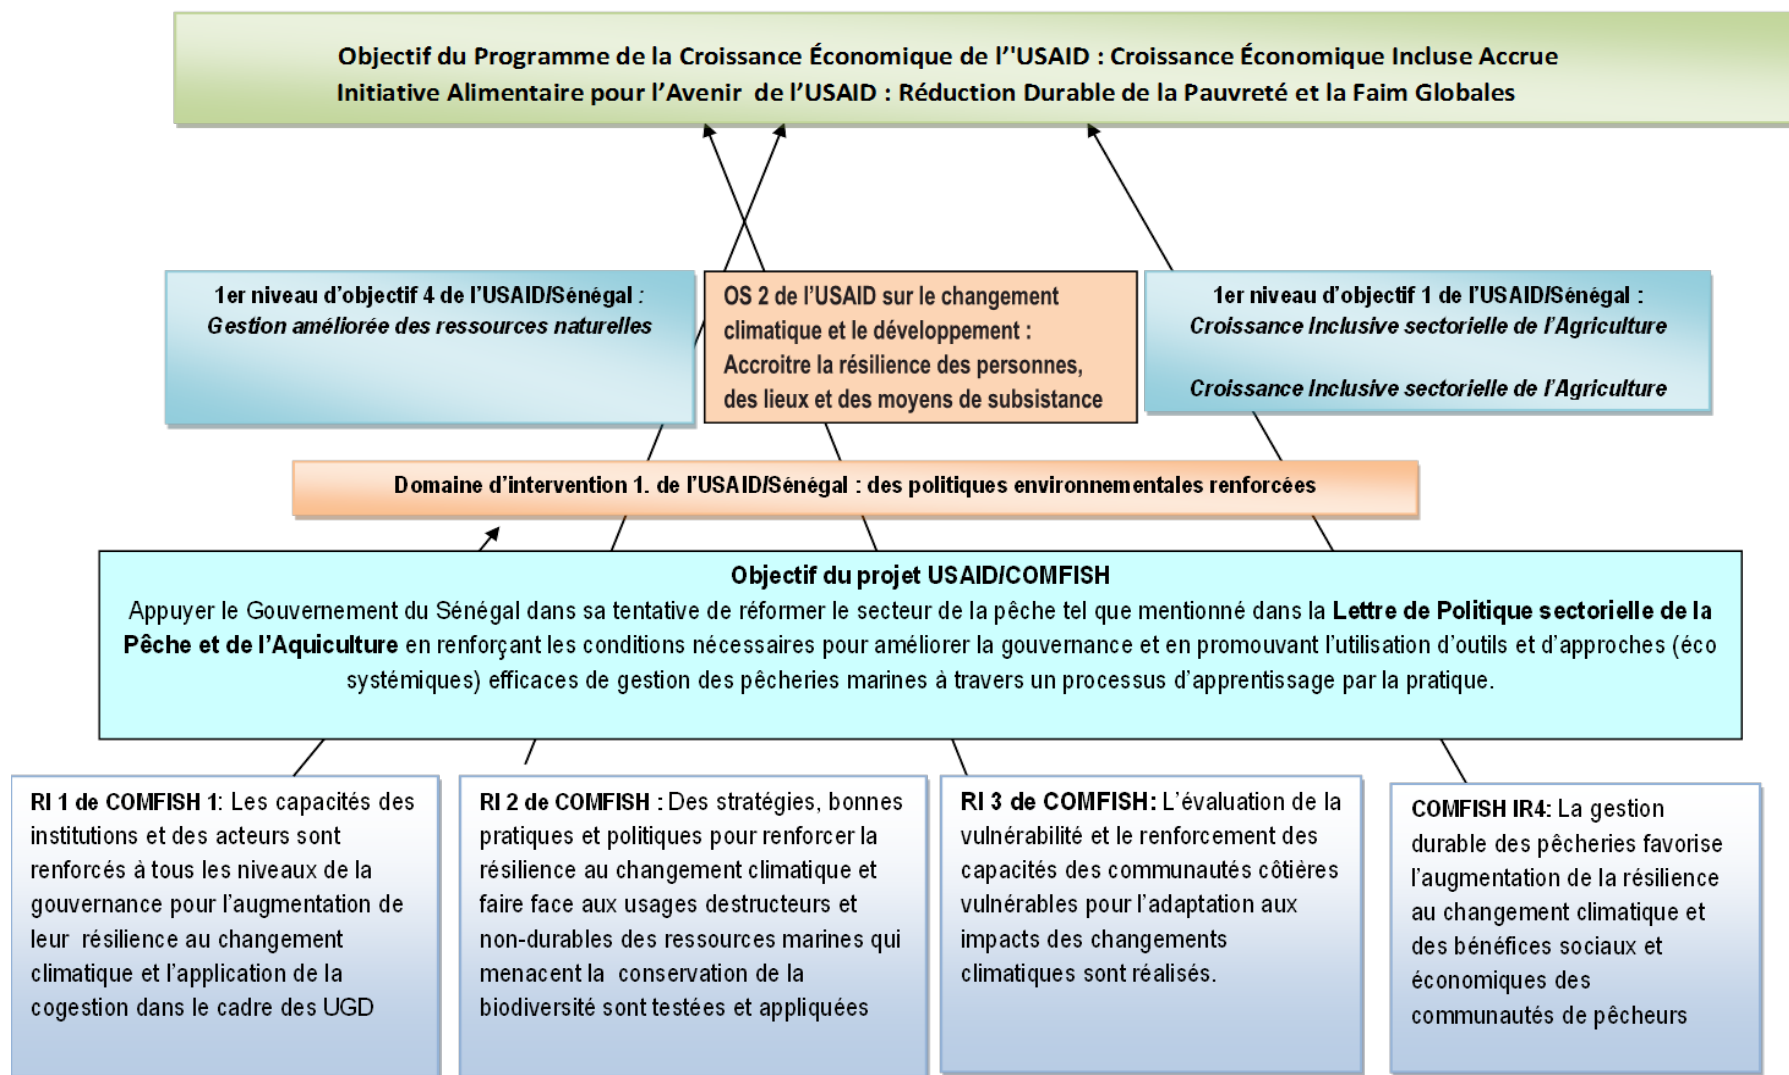 Objectif du Programme de la Croissance Économique de l''USAID : Croissance Économique Incluse Accrue
Initiative Alimentaire pour l'Avenir de l'USAID : Réduction Durable de la Pauvreté et la Faim Globales
1er niveau d'objectif 4 de l'USAID/Sénégal :
Gestion améliorée des ressources naturelles
OS 2 de l'USAID sur le changement
climatique et le développement :
Accroitre la résilience des personnes,
des lieux et des moyens de subsistance
1er niveau d'objectif 1 de l'USAID/Sénégal :
Croissance Inclusive sectorielle de l'Agriculture
Croissance Inclusive sectorielle de l'Agriculture
Domaine d'intervention 1. de l'USAID/Sénégal : des politiques environnementales renforcées
Objectif du projet USAID/COMFISH
Appuyer le Gouvernement du Sénégal dans sa tentative de réformer le secteur de la pêche tel que mentionné dans la Lettre de Politique sectorielle de la
Pêche et de l'Aquiculture en renforçant les conditions nécessaires pour améliorer la gouvernance et en promouvant l'utilisation d'outils et d'approches (éco
systémiques) efficaces de gestion des pêcheries marines à travers un processus d'apprentissage par la pratique.
RI 1 de COMFISH 1: Les capacités des
institutions et des acteurs sont
renforcés à tous les niveaux de la
gouvernance pour l'augmentation de
leur résilience au changement
climatique et l'application de la
cogestion dans le cadre des UGD
RI 2 de COMFISH : Des stratégies, bonnes
pratiques et politiques pour renforcer la
résilience au changement climatique et
faire face aux usages destructeurs et
non-durables des ressources marines qui
menacent la conservation de la
biodiversité sont testées et appliquées
RI 3 de COMFISH: L'évaluation de la
vulnérabilité et le renforcement des
capacités des communautés côtières
vulnérables pour l'adaptation aux
impacts des changements
climatiques sont réalisés.
COMFISH IR4: La gestion
durable des pêcheries favorise
l'augmentation de la résilience
au changement climatique et
des bénéfices sociaux et
économiques des
communautés de pêcheurs